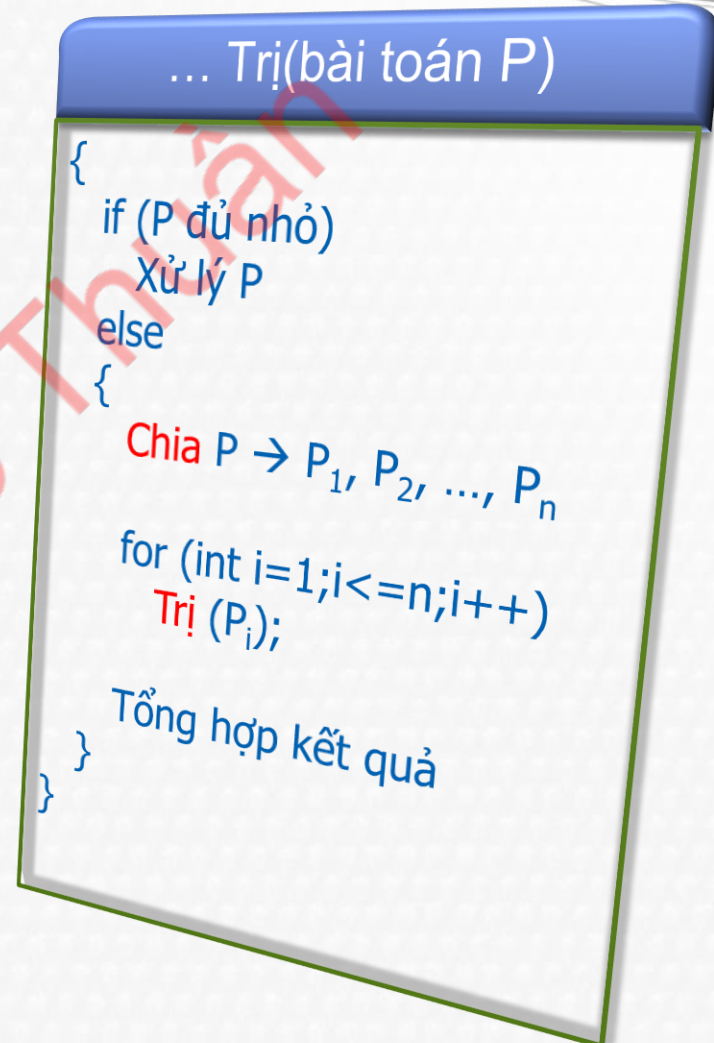 ... Trị(bài toán P)
{
if (P đủ nhỏ)
Xử lý P
else
{
Chia P → P₁, P₂, ..., Pₙ
for (int i=1;i<=n;i++)
Trị (Pᵢ);
Tổng hợp kết quả
}
}
Thuần